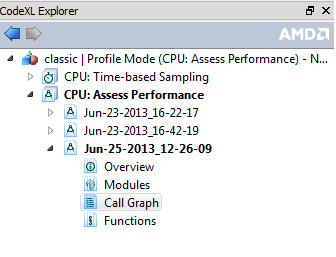 CodeXL Explorer
AMD
classic | Profile Mode (CPU: Assess Performance) - N...
CPU: Time-based Sampling
CPU: Assess Performance
Jun-23-2013_16-22-17
Jun-23-2013_16-42-19
Jun-25-2013_12-26-09
Overview
Modules
Call Graph
Functions